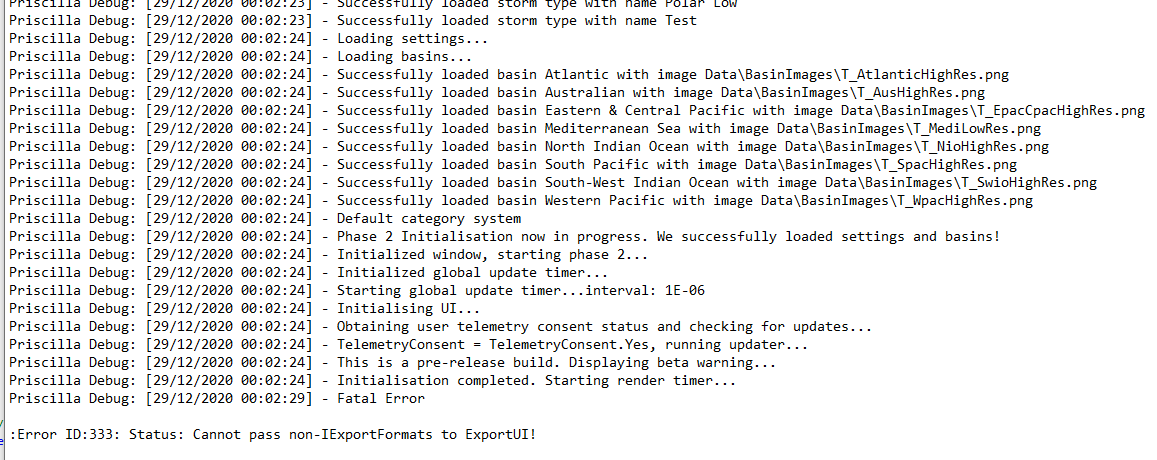 Priscilla Debug: [29/12/2020 00:02:23] - Successfully loaded storm type with name Polar Low
Priscilla Debug: [29/12/2020 00:02:23] - Successfully loaded storm type with name Test
Priscilla Debug: [29/12/2020 00:02:24] - Loading settings...
Priscilla Debug: [29/12/2020 00:02:24] - Loading basins...
Priscilla Debug: [29/12/2020 00:02:24] - Successfully loaded basin Atlantic with image Data\BasinImages\T_AtlanticHighRes.png
Priscilla Debug: [29/12/2020 00:02:24] - Successfully loaded basin Australian with image Data\BasinImages\T_AusHighRes.png
Priscilla Debug: [29/12/2020 00:02:24] - Successfully loaded basin Eastern & Central Pacific with image Data\BasinImages\T_EpacCpacHighRes.png
Priscilla Debug: [29/12/2020 00:02:24] - Successfully loaded basin Mediterranean Sea with image Data\BasinImages\T_MediLowRes.png
Priscilla Debug: [29/12/2020 00:02:24] - Successfully loaded basin North Indian Ocean with image Data\BasinImages\T_NioHighRes.png
Priscilla Debug: [29/12/2020 00:02:24] - Successfully loaded basin South Pacific with image Data\BasinImages\T_SpacHighRes.png
Priscilla Debug: [29/12/2020 00:02:24] - Successfully loaded basin South-West Indian Ocean with image Data\BasinImages\T_SwioHighRes.png
Priscilla Debug: [29/12/2020 00:02:24] - Successfully loaded basin Western Pacific with image Data\BasinImages\T_WpacHighRes.png
Priscilla Debug: [29/12/2020 00:02:24] - Default category system
Priscilla Debug: [29/12/2020 00:02:24] - Phase 2 Initialisation now in progress. We successfully loaded settings and basins!
Priscilla Debug: [29/12/2020 00:02:24] - Initialized window, starting phase 2...
Priscilla Debug: [29/12/2020 00:02:24] - Initialized global update timer...
Priscilla Debug: [29/12/2020 00:02:24] - Starting global update timer...interval: 1E-06
Priscilla Debug: [29/12/2020 00:02:24] - Initialising UI...
Priscilla Debug: [29/12/2020 00:02:24] - Obtaining user telemetry consent status and checking for updates...
Priscilla Debug: [29/12/2020 00:02:24] - TelemetryConsent = TelemetryConsent.Yes, running updater...
Priscilla Debug: [29/12/2020 00:02:24] - This is a pre-release build. Displaying beta warning...
Priscilla Debug: [29/12/2020 00:02:24] - Initialisation completed. Starting render timer...
Priscilla Debug: [29/12/2020 00:02:29] - Fatal Error
:Error ID:333: Status: Cannot pass non-IExportFormats to ExportUI!